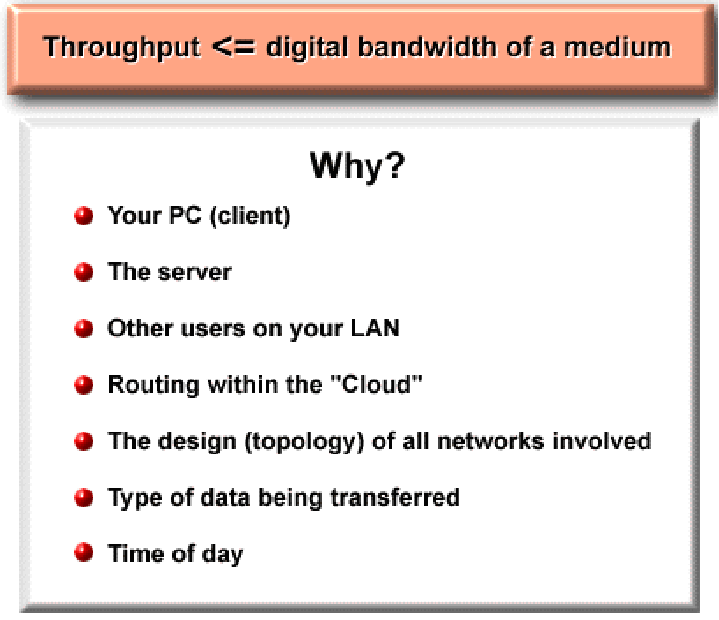 Throughput <= digital bandwidth of a medium
Why?
Your PC (client)
The server
Other users on your LAN
Routing within the "Cloud"
The design (topology) of all networks involved
Type of data being transferred
Time of day